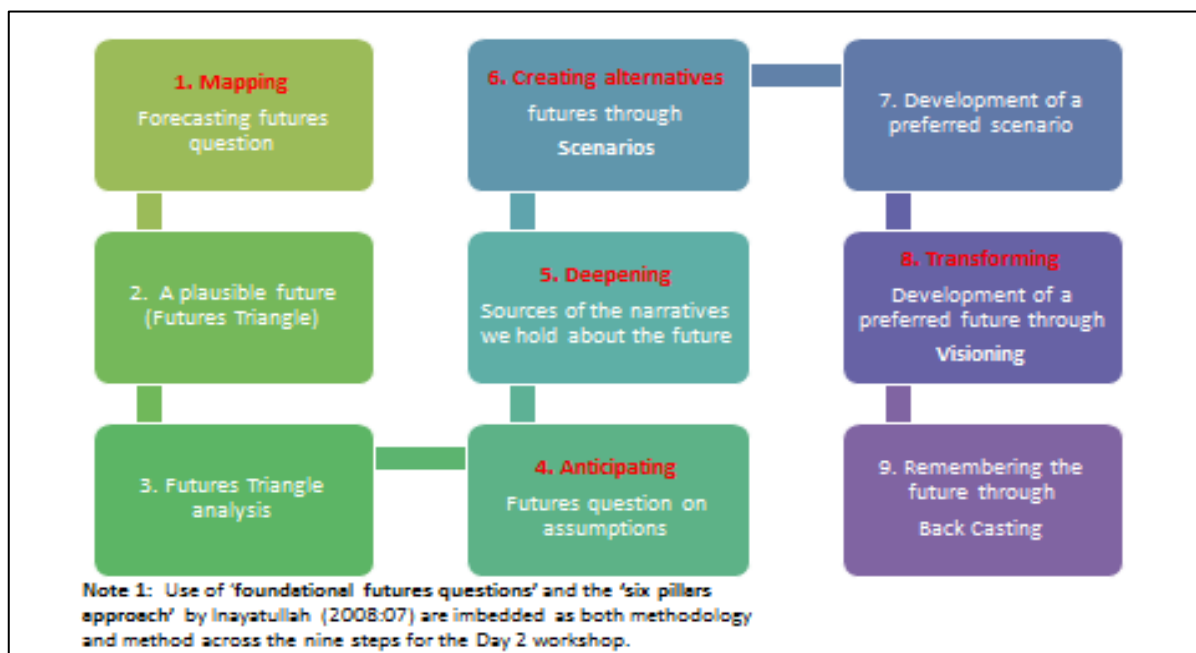 1. Mapping
Forecasting futures
question
2. A plausible future
(Futures Triangle)
3. Futures Triangle
analysis
4. Anticipating
Futures question on
assumptions
5. Deepening
Sources of the narratives
we hold about the future
6. Creating alternatives
futures through
Scenarios
7. Development of a
preferred scenario
8. Transforming
Development of a
preferred future through
Visioning
9. Remembering the
future through
Back Casting
Note 1: Use of 'foundational futures questions' and the 'six pillars
approach' by Inayatullah (2008:07) are imbedded as both methodology
and method across the nine steps for the Day 2 workshop.